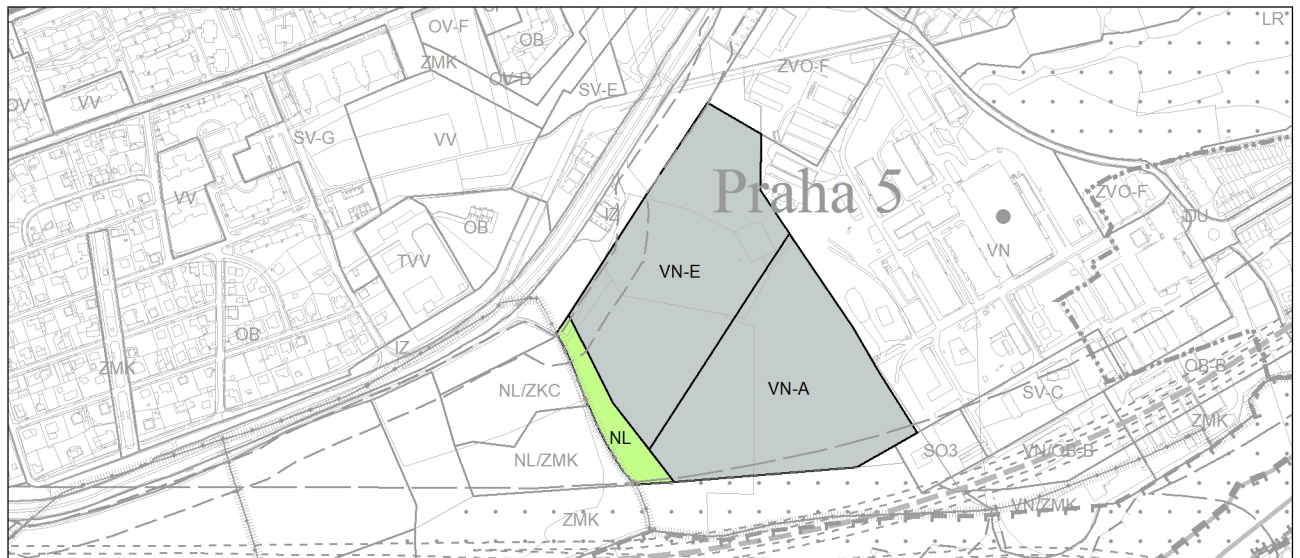 OB
OV-F
OB
LR
ZMK
OV-D
SV-E
ZVO-F
OV
VV
SV-G
VV
Praha 5
VV
IZ
ZVO-F
OB
DU
VN
TVV
VN-E
OB
IZ
ZMK
OB-B
NL/ZKC
VN-A
SV-C
ZMK
NL
SO3
VN/OB-B
NL/ZMK
ZMK
VN/ZMK